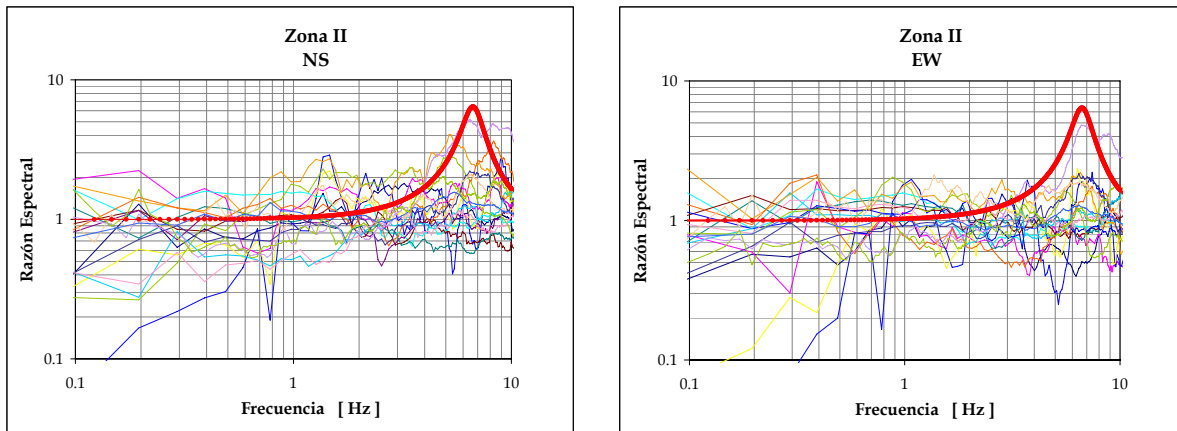 Zona II
NS
10
1
0.1
0.1
1
10
Razón Espectral
Frecuencia [ Hz ]
Zona II
EW
10
1
0.1
0.1
1
10
Razón Espectral
Frecuencia [ Hz ]